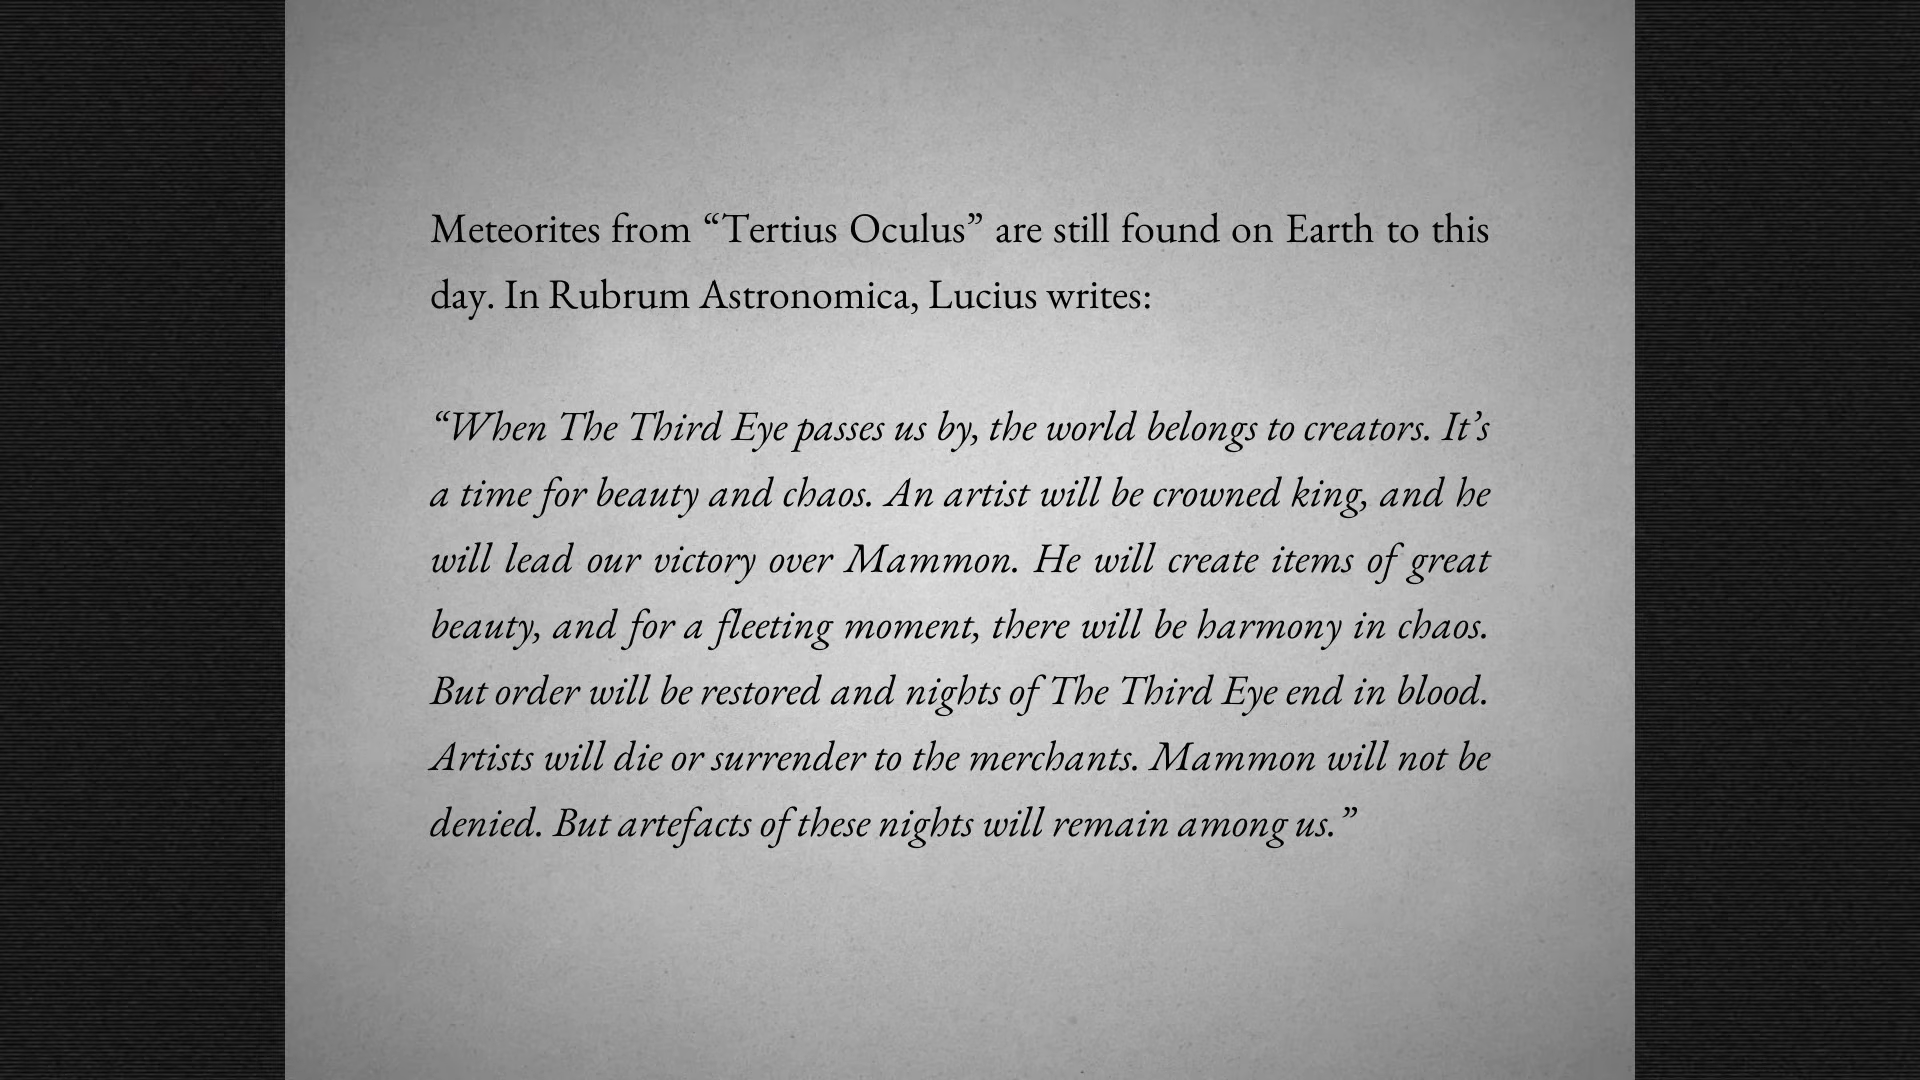 Meteorites from “Tertius Oculus” are still found on Earth to this
day. In Rubrum Astronomica, Lucius writes:
“When The Third Eye passes us by, the world belongs to creators. It’s
a time for beauty and chaos. An artist will be crowned king, and he
will lead our victory over Mammon. He will create items of great
beauty, and for a fleeting moment, there will be harmony in chaos.
But order will be restored and nights of The Third Eye end in blood.
Artists will die or surrender to the merchants. Mammon will not be
denied. But artefacts of these nights will remain among us.”